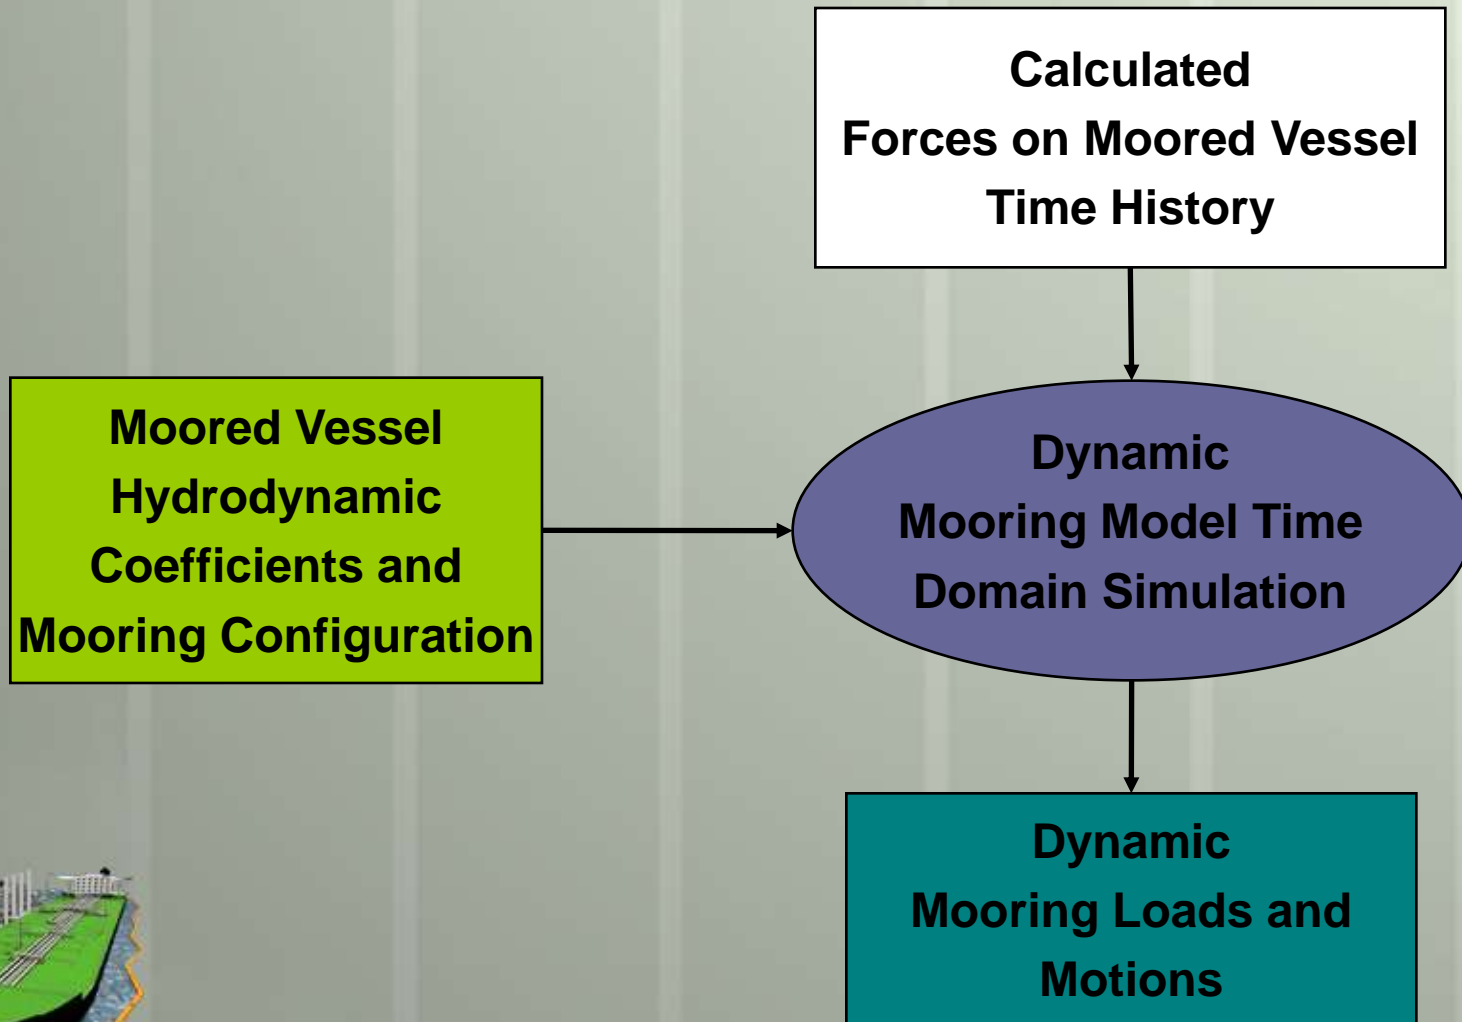 Calculated
Forces on Moored Vessel
Time History
Moored Vessel
Hydrodynamic
Coefficients and
Mooring Configuration
Dynamic
Mooring Model Time
Domain Simulation
Dynamic
Mooring Loads and
Motions